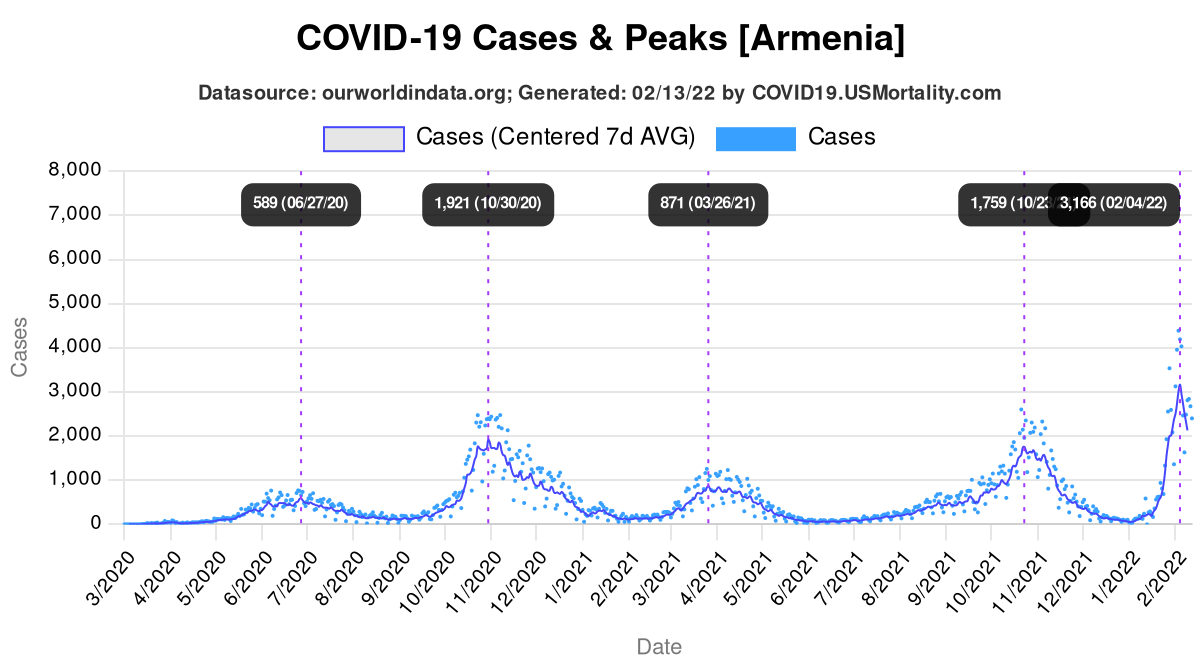 COVID-19 Cases & Peaks [Armenia]
Datasource: ourworldindata.org; Generated: 02/13/22 by COVID19.USMortality.com
Cases (Centered 7d AVG) Cases
8,000
7,000
6,000
5,000
4,000
3,000
2,000
1,000
0
Cases
589 (06/27/20) 1,921 (10/30/20) 871 (03/26/21) 1,759 (10/23/ 3,166 (02/04/22)
3/2020 4/2020 5/2020 6/2020 7/2020 8/2020 9/2020 10/2020 11/2020 12/2020 1/2021 2/2021 3/2021 4/2021 5/2021 6/2021 7/2021 8/2021 9/2021 10/2021 11/2021 12/2021 1/2022 2/2022
Date